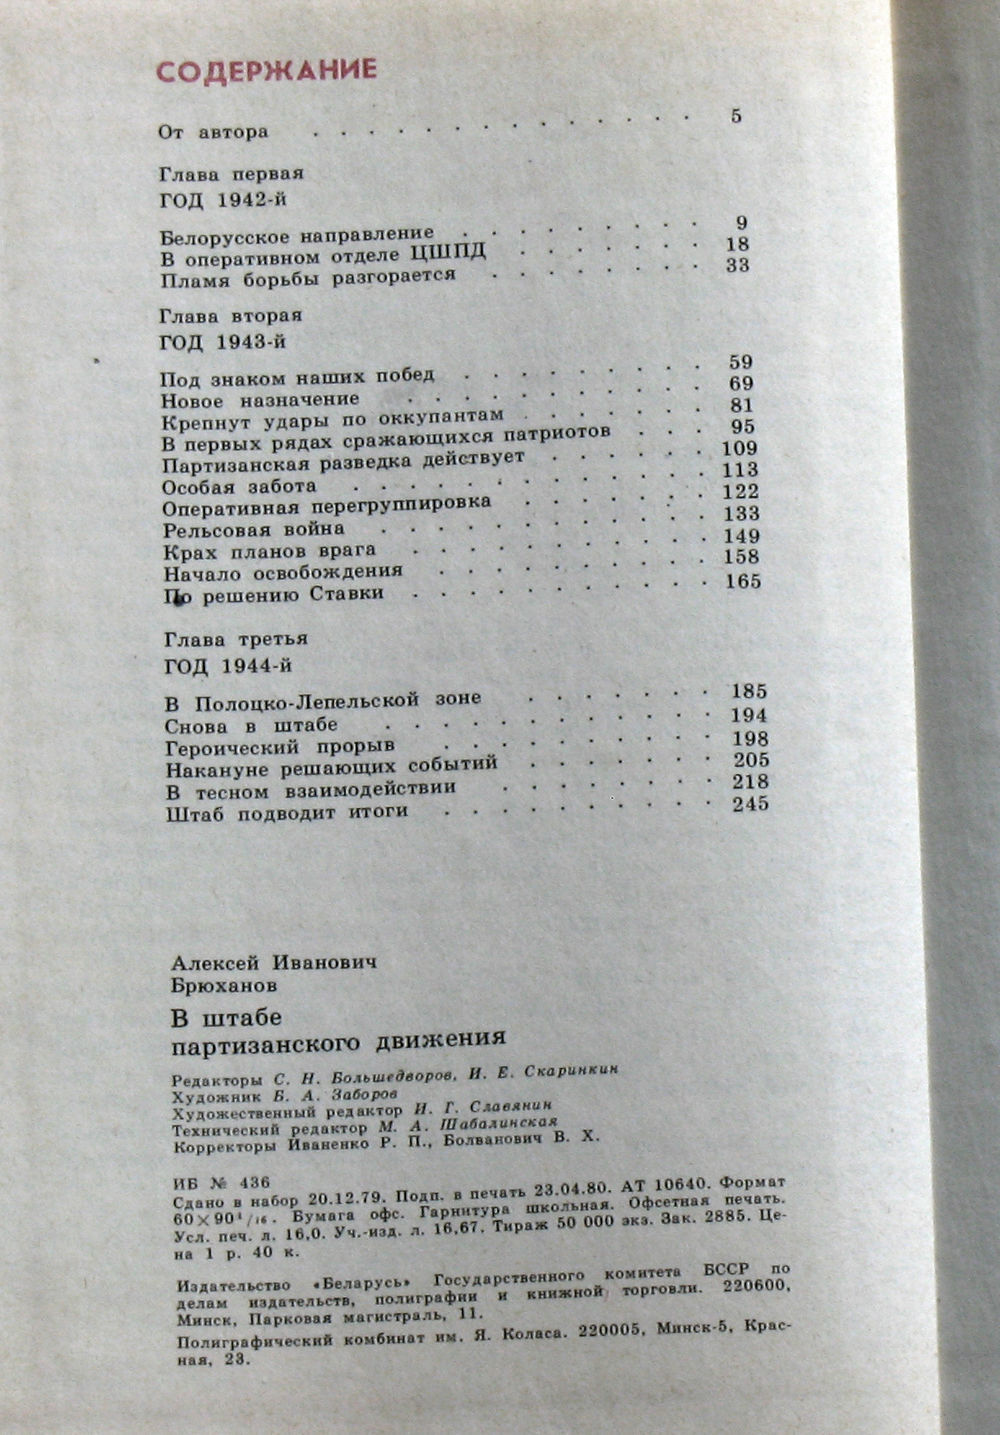 СОДЕРЖАНИЕ
От автора . . . . . . . . . . . . . . 5
Глава первая
ГОД 1942-й
Белорусское направление . . . . . . . . . 9
В оперативном отделе ЦШПД . . . . . . . 18
Пламя борьбы разгорается . . . . . . . . 33
Глава вторая
ГОД 1943-й
Под знаком наших побед . . . . . . . . . 59
Новое назначение . . . . . . . . . . . 69
Крепнут удары по оккупантам . . . . . . . 81
В первых рядах сражающихся патриотов . . . 95
Партизанская разведка действует . . . . . . 109
Особая забота . . . . . . . . . . . . . 113
Оперативная перегруппировка . . . . . . . 122
Рельсовая война . . . . . . . . . . . . 133
Крах планов врага . . . . . . . . . . . 149
Начало освобождения . . . . . . . . . . 158
По решению Ставки . . . . . . . . . . . 165
Глава третья
ГОД 1944-й
В Полоцко-Лепельской зоне . . . . . . . 185
Снова в штабе . . . . . . . . . . . . 194
Героический прорыв . . . . . . . . . . 198
Накануне решающих событий . . . . . . . 205
В тесном взаимодействии . . . . . . . . 218
Штаб подводит итоги . . . . . . . . . . 245
Алексей Иванович
Брюханов
В штабе
партизанского движения
Редакторы С. Н. Большедворов, И. Е. Скаринкин
Художник Б. А. Заборов
Художественный редактор И. Г. Славянин
Технический редактор М. А. Шабалинская
Корректоры Иваненко Р. П., Болванович В. Х.
ИБ № 436
Сдано в набор 20.12.79. Подп. в печать 23.04.80. АТ 10640. Формат
60×90¹/₁₆. Бумага офс. Гарнитура школьная. Офсетная печать.
Усл. печ. л. 16,0. Уч.-изд. л. 16,67. Тираж 50 000 экз. Зак. 2885. Це-
на 1 р. 40 к.
Издательство «Беларусь» Государственного комитета БССР по
делам издательств, полиграфии и книжной торговли. 220600,
Минск, Парковая магистраль, 11.
Полиграфический комбинат им. Я. Коласа. 220005, Минск-5, Крас-
ная, 23.